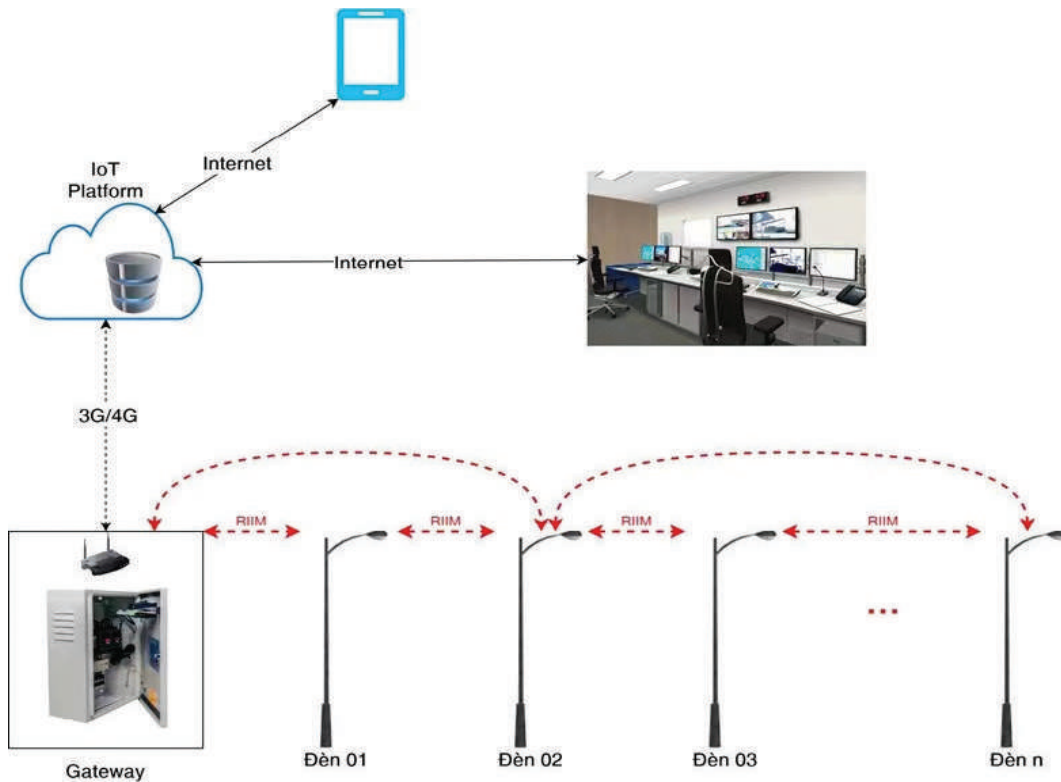 Internet
IoT
Platform
Internet
3G/4G
RIIM
RIIM
RIIM
RIIM
...
Đèn 01
Đèn 02
Đèn 03
Đèn n
Gateway